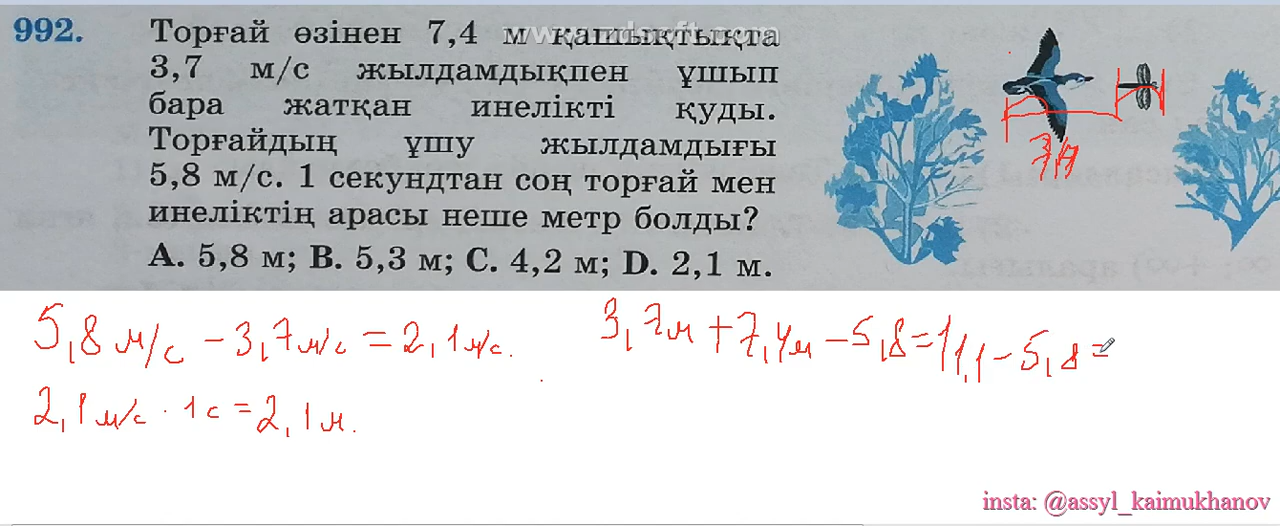 992. Торғай өзінен 7,4 м қашықтықта
3,7 м/с жылдамдықпен ұшып
бара жатқан инелікті қуды.
Торғайдың ұшу жылдамдығы
5,8 м/с. 1 секундтан соң торғай мен
инеліктің арасы неше метр болды?
A. 5,8 м; B. 5,3 м; C. 4,2 м; D. 2,1 м.
7,4
5,8 м/с - 3,7 м/с = 2,1 м/с.
2,1 м/с · 1 с = 2,1 м.
3,7м + 7,4м - 5,8 = 11,1 - 5,8 =
insta: @assyl_kaimukhanov